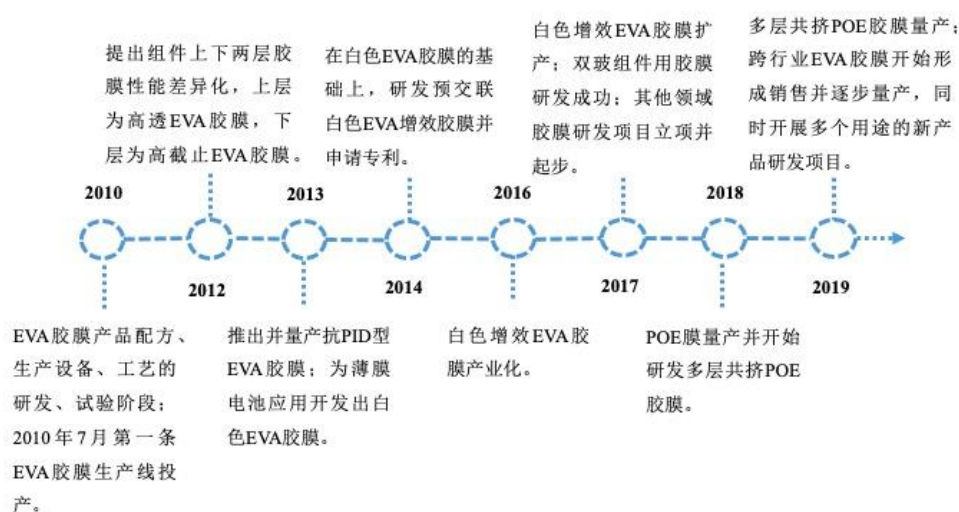 提出组件上下两层胶
膜性能差异化，上层
为高透EVA胶膜，下
层为高截止EVA胶膜。
在白色EVA胶膜的基
础上，研发预交联
白色EVA增效胶膜并
申请专利。
白色增效EVA胶膜扩
产；双玻组件用胶膜
研发成功；其他领域
胶膜研发项目立项并
起步。
多层共挤POE胶膜量产；
跨行业EVA胶膜开始形
成销售并逐步量产，同
时开展多个用途的新产
品研发项目。
2010
2013
2016
2018
2012
2014
2017
2019
EVA胶膜产品配方、
生产设备、工艺的
研发、试验阶段；
2010年7月第一条
EVA胶膜生产线投
产。
推出并量产抗PID型
EVA胶膜；为薄膜
电池应用开发出白
色EVA胶膜。
白色增效EVA胶
膜产业化。
POE膜量产并开始
研发多层共挤POE
胶膜。